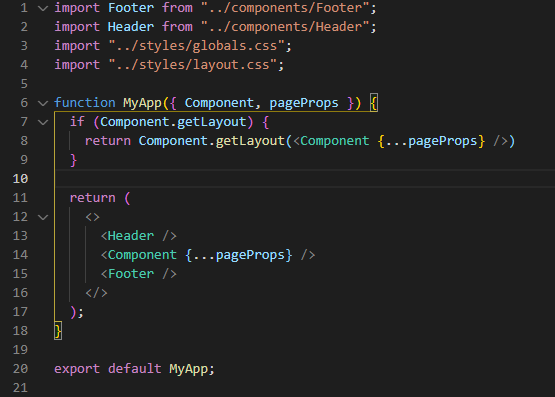 1 import Footer from "../components/Footer";
2 import Header from "../components/Header";
3 import "../styles/globals.css";
4 import "../styles/layout.css";
5
6 function MyApp({ Component, pageProps }) {
7   if (Component.getLayout) {
8     return Component.getLayout(<Component {...pageProps} />)
9   }
10
11   return (
12     <>
13       <Header />
14       <Component {...pageProps} />
15       <Footer />
16     </>
17   );
18 }
19
20 export default MyApp;
21